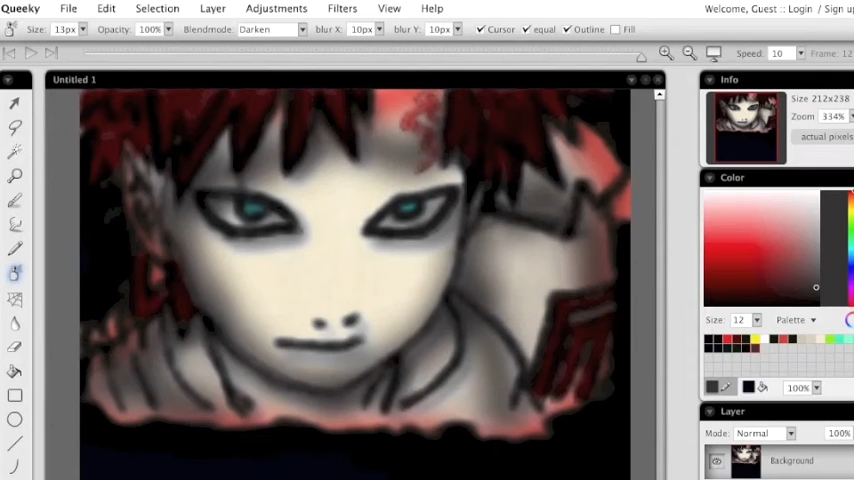 Queeky File Edit Selection Layer Adjustments Filters View Help Welcome, Guest :: Login / Sign up
Size: 13px Opacity: 100% Blendmode: Darken blur X: 10px blur Y: 10px Cursor equal Outline Fill
Speed: 10 Frame: 12
Untitled 1
Info
Size 212x238
Zoom 334%
actual pixels
Color
Size: 12 Palette
100%
Layer
Mode: Normal 100%
Background